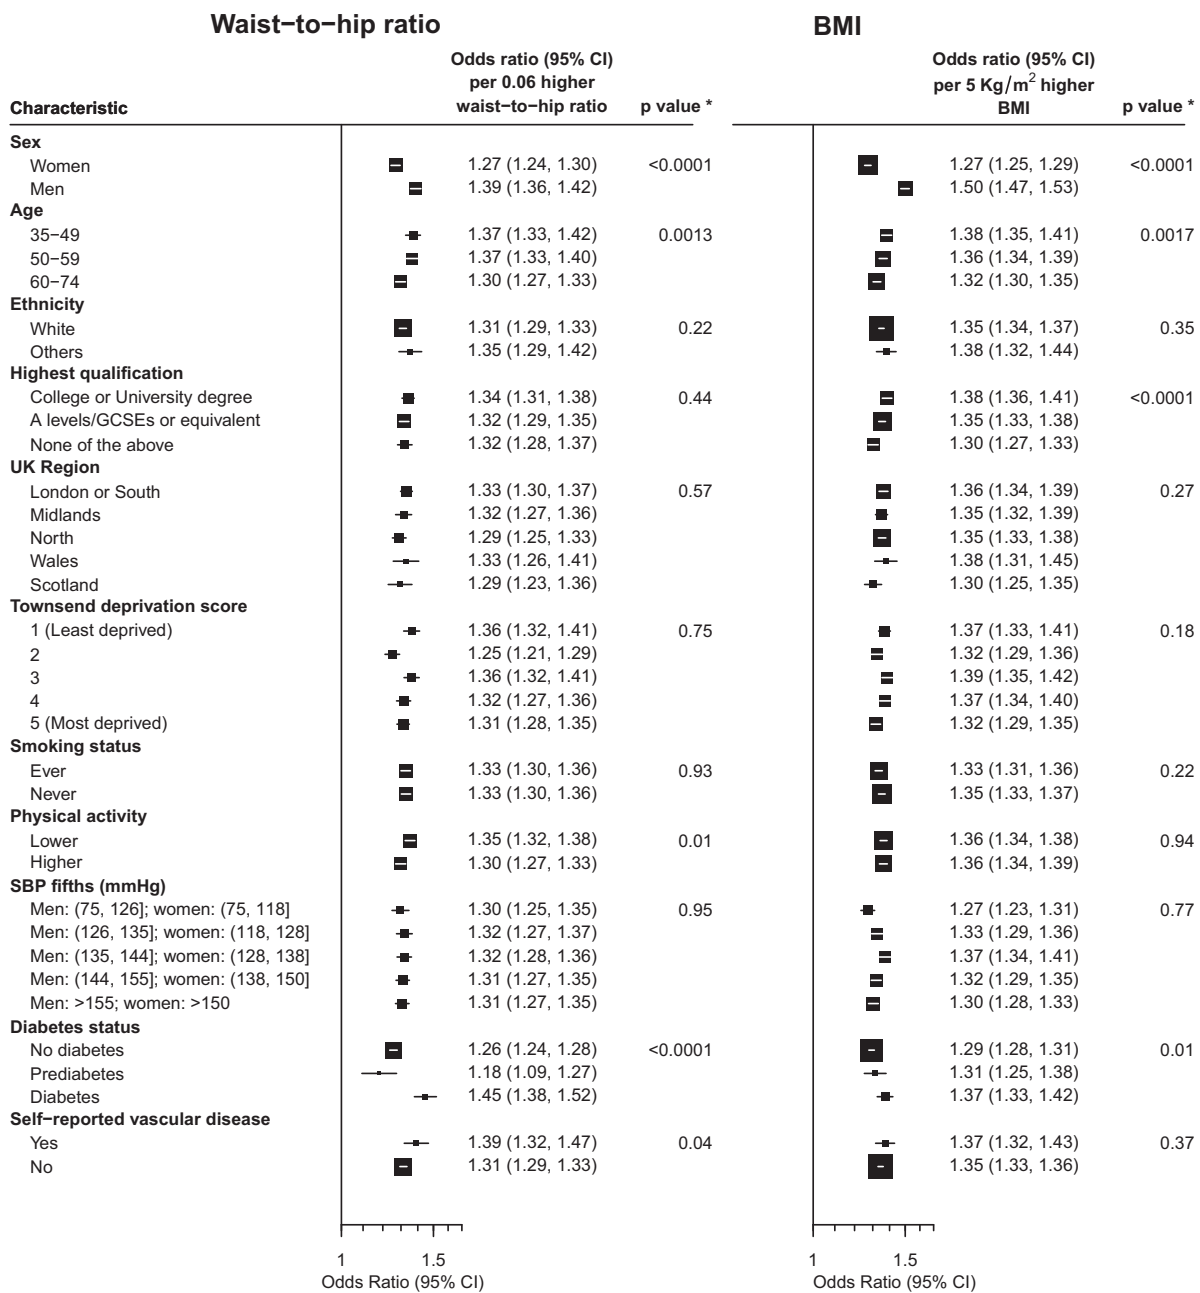 Waist−to−hip ratio BMI
Odds ratio (95% CI) Odds ratio (95% CI)
per 0.06 higher per 5 Kg/m2 higher
Characteristic waist−to−hip ratio p value * BMI p value *
Sex
Women 1.27 (1.24, 1.30) <0.0001 1.27 (1.25, 1.29) <0.0001
Men 1.39 (1.36, 1.42) 1.50 (1.47, 1.53)
Age
35−49 1.37 (1.33, 1.42) 0.0013 1.38 (1.35, 1.41) 0.0017
50−59 1.37 (1.33, 1.40) 1.36 (1.34, 1.39)
60−74 1.30 (1.27, 1.33) 1.32 (1.30, 1.35)
Ethnicity
White 1.31 (1.29, 1.33) 0.22 1.35 (1.34, 1.37) 0.35
Others 1.35 (1.29, 1.42) 1.38 (1.32, 1.44)
Highest qualification
College or University degree 1.34 (1.31, 1.38) 0.44 1.38 (1.36, 1.41) <0.0001
A levels/GCSEs or equivalent 1.32 (1.29, 1.35) 1.35 (1.33, 1.38)
None of the above 1.32 (1.28, 1.37) 1.30 (1.27, 1.33)
UK Region
London or South 1.33 (1.30, 1.37) 0.57 1.36 (1.34, 1.39) 0.27
Midlands 1.32 (1.27, 1.36) 1.35 (1.32, 1.39)
North 1.29 (1.25, 1.33) 1.35 (1.33, 1.38)
Wales 1.33 (1.26, 1.41) 1.38 (1.31, 1.45)
Scotland 1.29 (1.23, 1.36) 1.30 (1.25, 1.35)
Townsend deprivation score
1 (Least deprived) 1.36 (1.32, 1.41) 0.75 1.37 (1.33, 1.41) 0.18
2 1.25 (1.21, 1.29) 1.32 (1.29, 1.36)
3 1.36 (1.32, 1.41) 1.39 (1.35, 1.42)
4 1.32 (1.27, 1.36) 1.37 (1.34, 1.40)
5 (Most deprived) 1.31 (1.28, 1.35) 1.32 (1.29, 1.35)
Smoking status
Ever 1.33 (1.30, 1.36) 0.93 1.33 (1.31, 1.36) 0.22
Never 1.33 (1.30, 1.36) 1.35 (1.33, 1.37)
Physical activity
Lower 1.35 (1.32, 1.38) 0.01 1.36 (1.34, 1.38) 0.94
Higher 1.30 (1.27, 1.33) 1.36 (1.34, 1.39)
SBP fifths (mmHg)
Men: (75, 126]; women: (75, 118] 1.30 (1.25, 1.35) 0.95 1.27 (1.23, 1.31) 0.77
Men: (126, 135]; women: (118, 128] 1.32 (1.27, 1.37) 1.33 (1.29, 1.36)
Men: (135, 144]; women: (128, 138] 1.32 (1.28, 1.36) 1.37 (1.34, 1.41)
Men: (144, 155]; women: (138, 150] 1.31 (1.27, 1.35) 1.32 (1.29, 1.35)
Men: >155; women: >150 1.31 (1.27, 1.35) 1.30 (1.28, 1.33)
Diabetes status
No diabetes 1.26 (1.24, 1.28) <0.0001 1.29 (1.28, 1.31) 0.01
Prediabetes 1.18 (1.09, 1.27) 1.31 (1.25, 1.38)
Diabetes 1.45 (1.38, 1.52) 1.37 (1.33, 1.42)
Self−reported vascular disease
Yes 1.39 (1.32, 1.47) 0.04 1.37 (1.32, 1.43) 0.37
No 1.31 (1.29, 1.33) 1.35 (1.33, 1.36)
1 1.5 1 1.5
Odds Ratio (95% CI) Odds Ratio (95% CI)